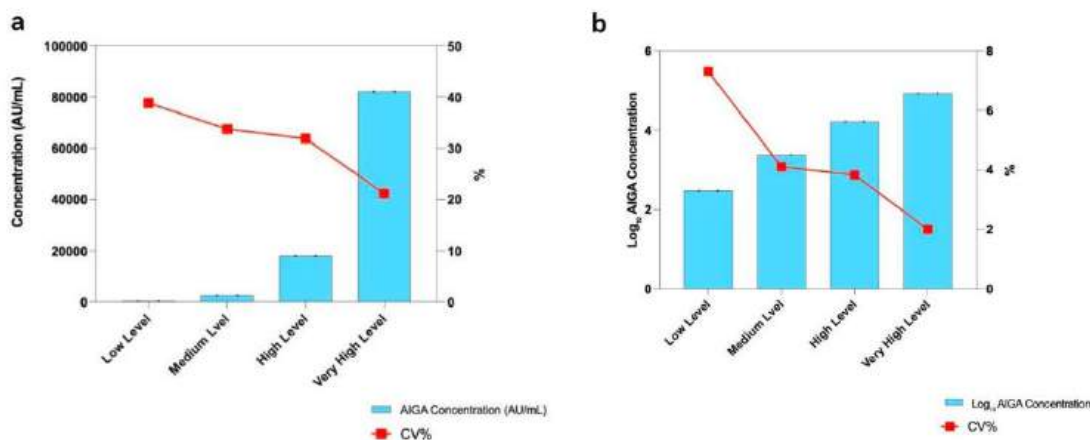 a
100000
80000
60000
40000
20000
0
Concentration (AU/mL)
50
40
30
20
10
0
%
Low Level
Medium Lvel
High Level
Very High Level
AIGA Concentration (AU/mL)
CV%
b
6
4
2
0
Log₁₀ AIGA Concentration
8
6
4
2
0
%
Low Level
Medium Level
High Level
Very High Level
Log₁₀ AIGA Concentration
CV%